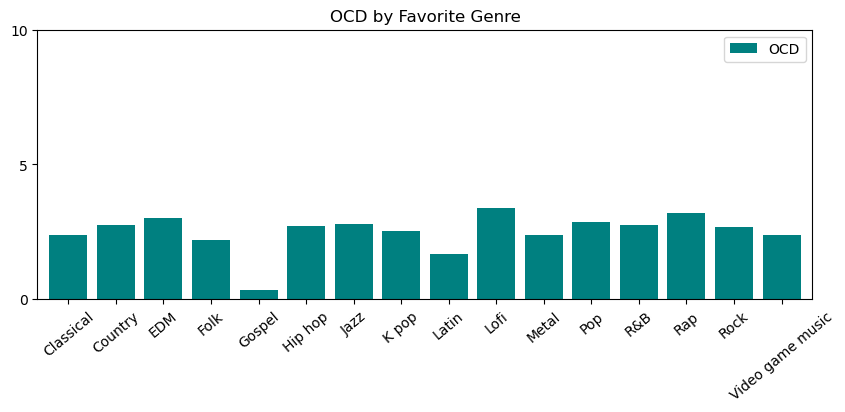 OCD by Favorite Genre
10
OCD
5
0
Classical
Country
EDM
Folk
Gospel
Hip hop
Jazz
K pop
Latin
Lofi
Metal
Pop
R&B
Rap
Rock
Video game music